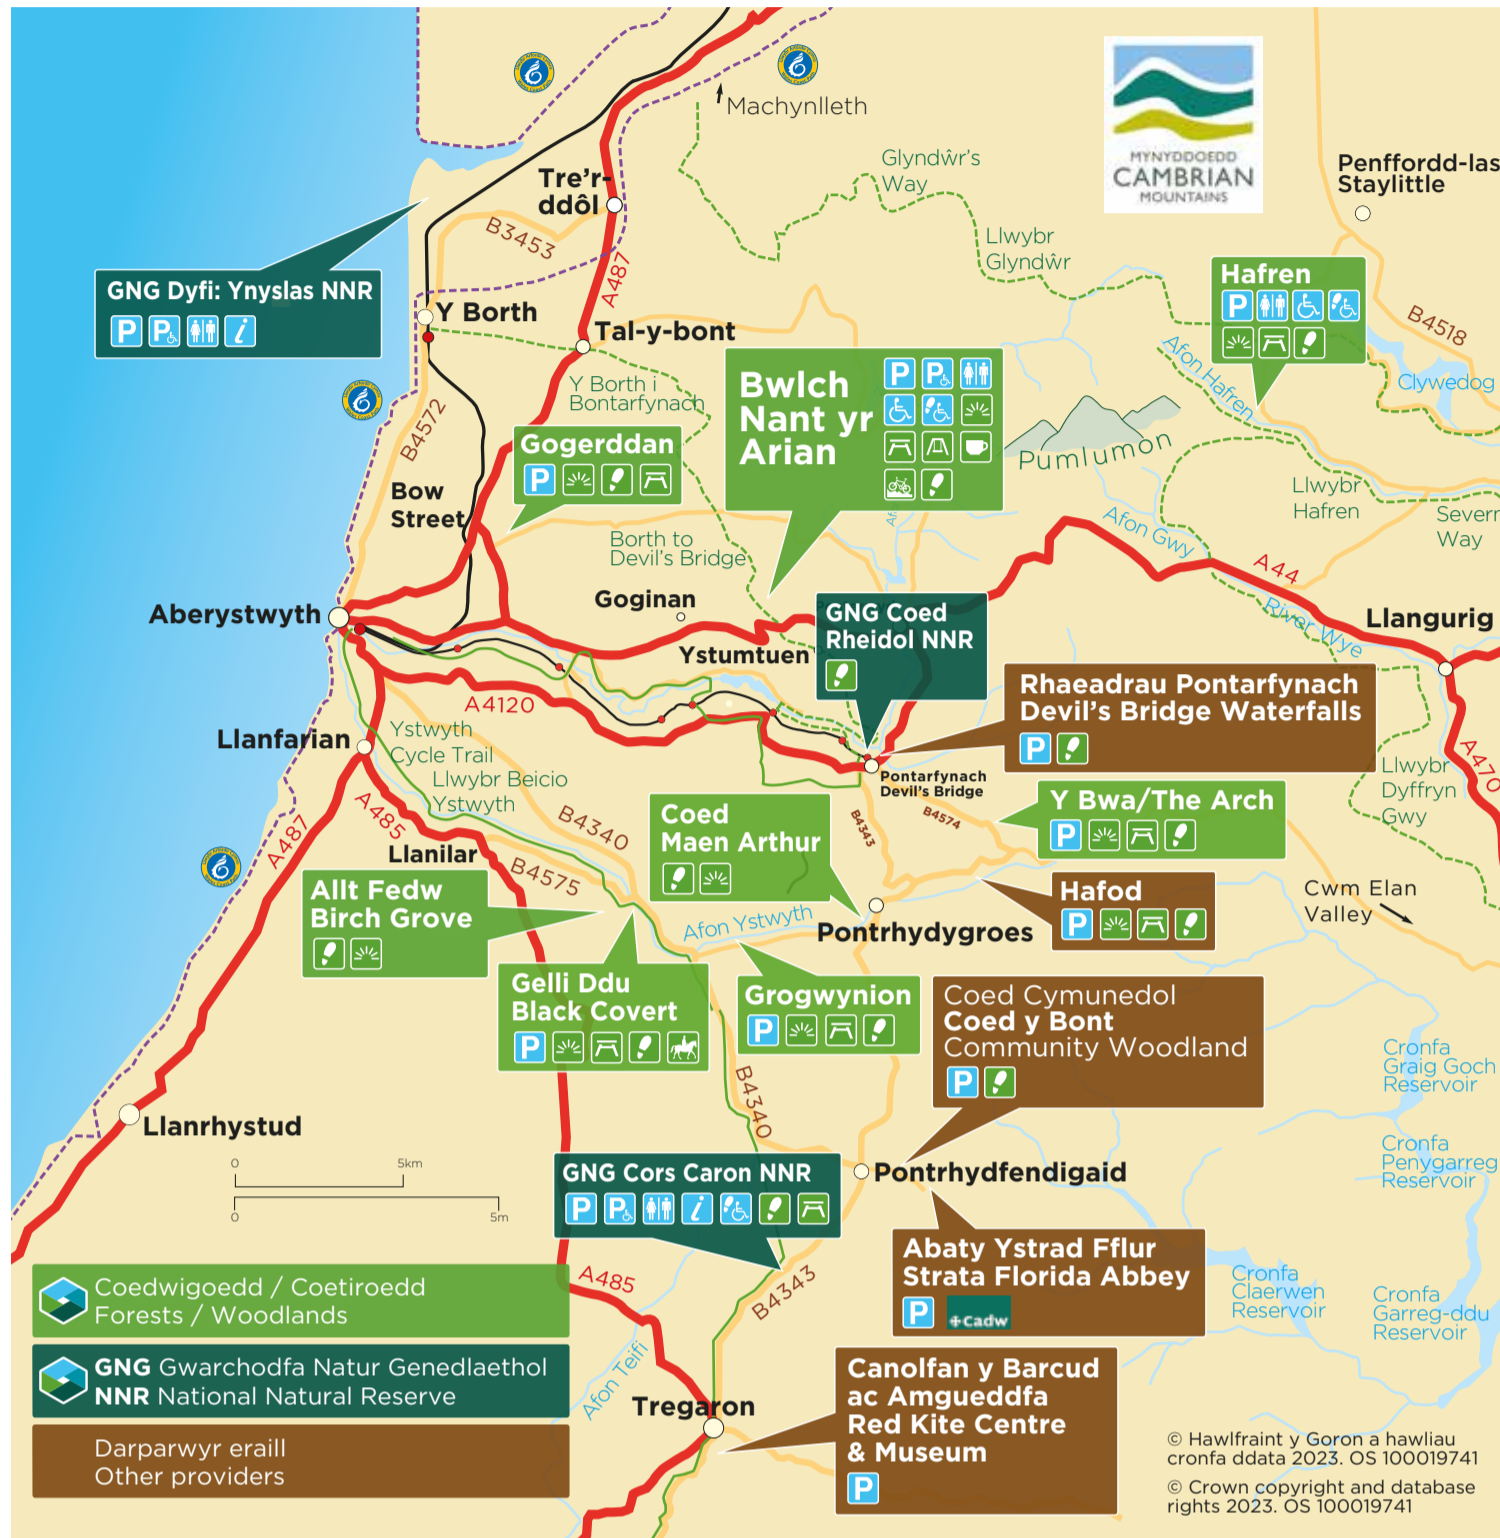 Machynlleth
MYNYDDOEDD
CAMBRIAN
MOUNTAINS
Penffordd-las
Staylittle
Glyndŵr's
Way
Tre'r-
ddôl
B3453
A487
Llwybr
Glyndŵr
Hafren
P
B4518
Clywedog
Afon Hafren
GNG Dyfi: Ynyslas NNR
P P i
Y Borth
Tal-y-bont
Y Borth i
Bontarfynach
B4572
Bwlch
Nant yr
Arian
P P
Pumlumon
Gogerddan
P
Bow
Street
Llwybr
Hafren
Severn
Way
Afon Gwy
Borth to
Devil's Bridge
A44
River Wye
Llangurig
Aberystwyth
Goginan
Ystumtuen
GNG Coed
Rheidol NNR
A4120
Rhaeadrau Pontarfynach
Devil's Bridge Waterfalls
P
A470
Llanfarian
Ystwyth
Cycle Trail
Llwybr Beicio
Ystwyth
Pontarfynach
Devil's Bridge
Llwybr
Dyffryn
Gwy
Y Bwa/The Arch
P
B4574
B4343
Coed
Maen Arthur
B4340
A485
A487
Llanilar
B4575
Allt Fedw
Birch Grove
Afon Ystwyth
Pontrhydygroes
Hafod
P
Cwm Elan
Valley
Gelli Ddu
Black Covert
P
Grogwynion
P
Coed Cymunedol
Coed y Bont
Community Woodland
P
Cronfa
Graig Goch
Reservoir
B4340
Llanrhystud
0 5km
0 5m
GNG Cors Caron NNR
P P i
Pontrhydfendigaid
Cronfa
Penygarreg
Reservoir
Abaty Ystrad Fflur
Strata Florida Abbey
P Cadw
Cronfa
Claerwen
Reservoir
Cronfa
Garreg-ddu
Reservoir
A485
B4343
Afon Teifi
Tregaron
Canolfan y Barcud
ac Amgueddfa
Red Kite Centre
& Museum
P
Coedwigoedd / Coetiroedd
Forests / Woodlands
GNG Gwarchodfa Natur Genedlaethol
NNR National Natural Reserve
Darparwyr eraill
Other providers
© Hawlfraint y Goron a hawliau
cronfa ddata 2023. OS 100019741
© Crown copyright and database
rights 2023. OS 100019741